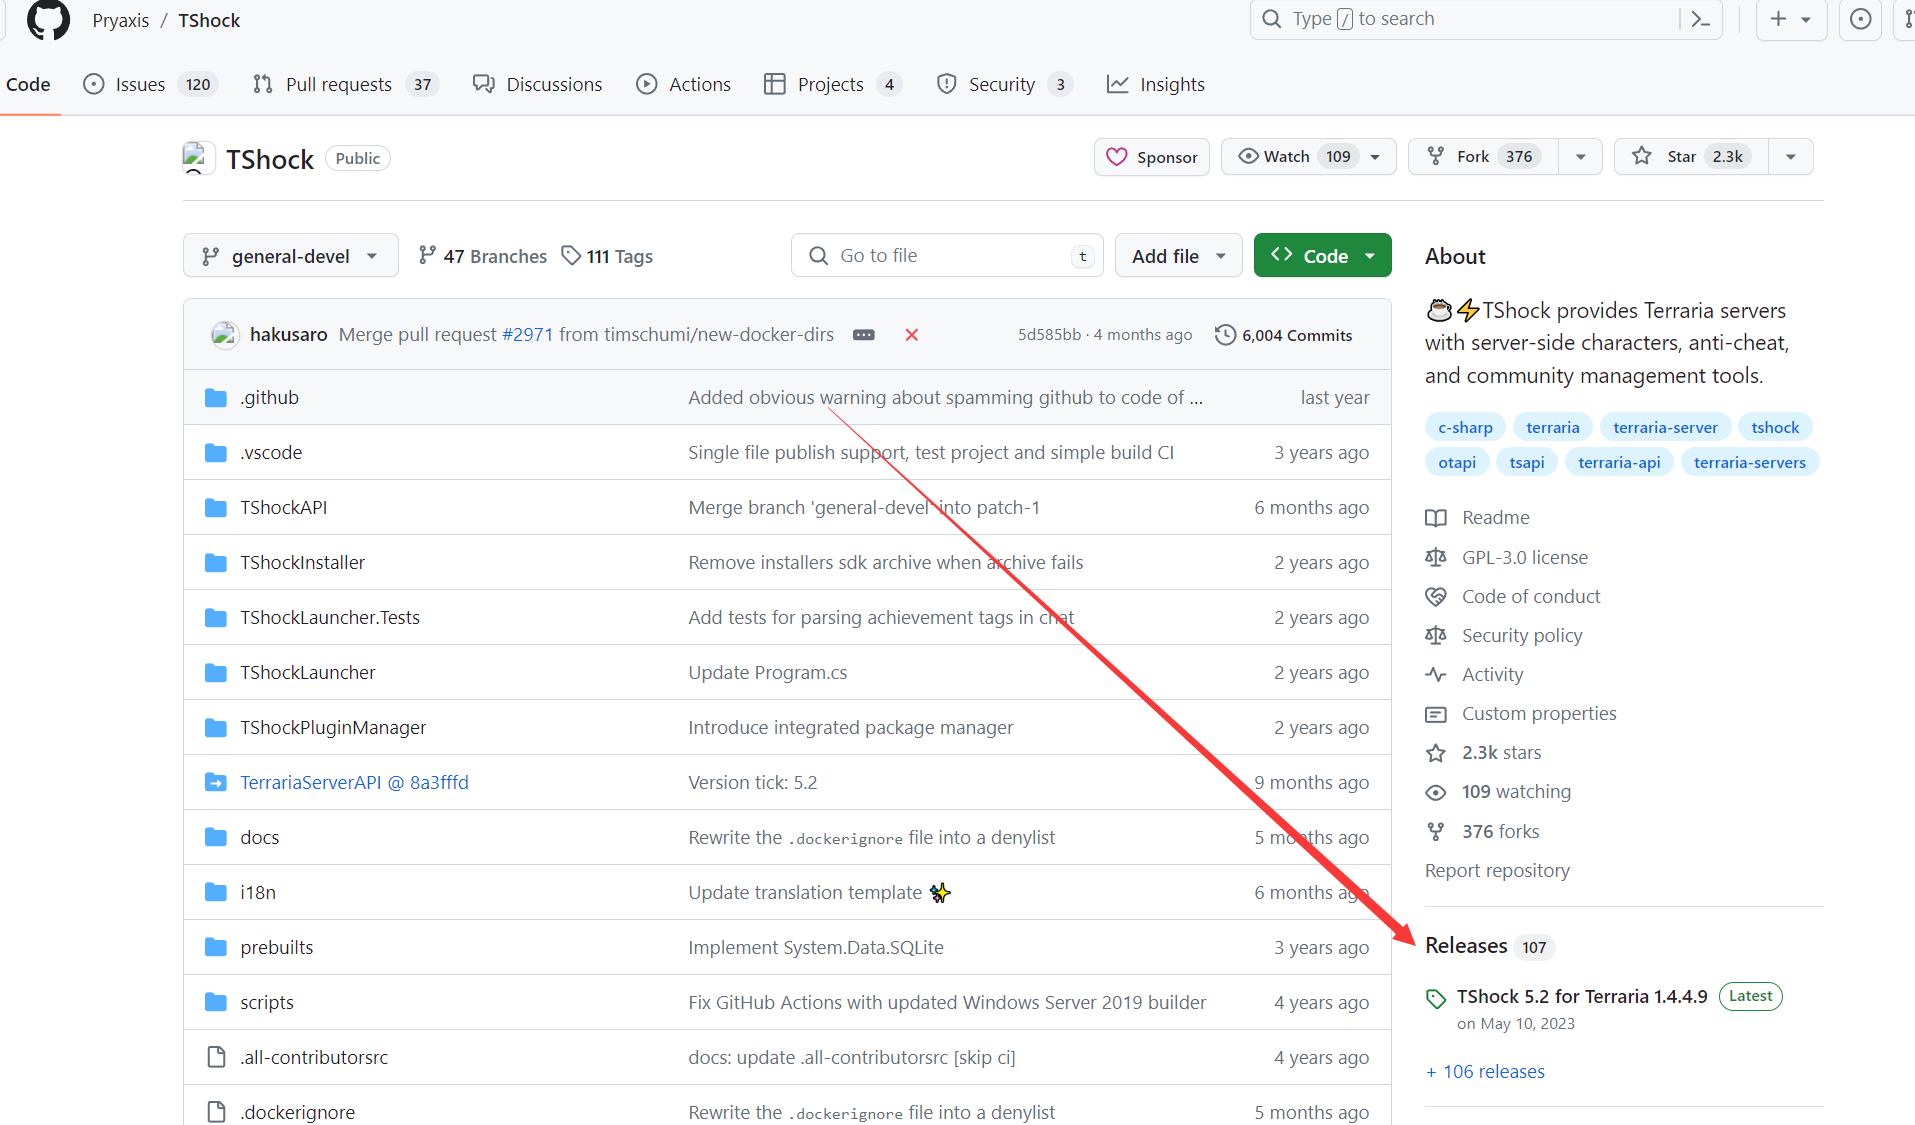 Pryaxis / TShock
Type / to search
Code Issues 120 Pull requests 37 Discussions Actions Projects 4 Security 3 Insights
TShock Public
Sponsor Watch 109 Fork 376 Star 2.3k
general-devel 47 Branches 111 Tags Go to file t Add file Code
hakusaro Merge pull request #2971 from timschumi/new-docker-dirs 5d585bb · 4 months ago 6,004 Commits
.github Added obvious warning about spamming github to code of ... last year
.vscode Single file publish support, test project and simple build CI 3 years ago
TShockAPI Merge branch 'general-devel' into patch-1 6 months ago
TShockInstaller Remove installers sdk archive when archive fails 2 years ago
TShockLauncher.Tests Add tests for parsing achievement tags in chat 2 years ago
TShockLauncher Update Program.cs 2 years ago
TShockPluginManager Introduce integrated package manager 2 years ago
TerrariaServerAPI @ 8a3fffd Version tick: 5.2 9 months ago
docs Rewrite the .dockerignore file into a denylist 5 months ago
i18n Update translation template ✨ 6 months ago
prebuilts Implement System.Data.SQLite 3 years ago
scripts Fix GitHub Actions with updated Windows Server 2019 builder 4 years ago
.all-contributorsrc docs: update .all-contributorsrc [skip ci] 4 years ago
.dockerignore Rewrite the .dockerignore file into a denylist 5 months ago
About
☕⚡TShock provides Terraria servers
with server-side characters, anti-cheat,
and community management tools.
c-sharp terraria terraria-server tshock
otapi tsapi terraria-api terraria-servers
Readme
GPL-3.0 license
Code of conduct
Security policy
Activity
Custom properties
2.3k stars
109 watching
376 forks
Report repository
Releases 107
TShock 5.2 for Terraria 1.4.4.9 Latest
on May 10, 2023
+ 106 releases